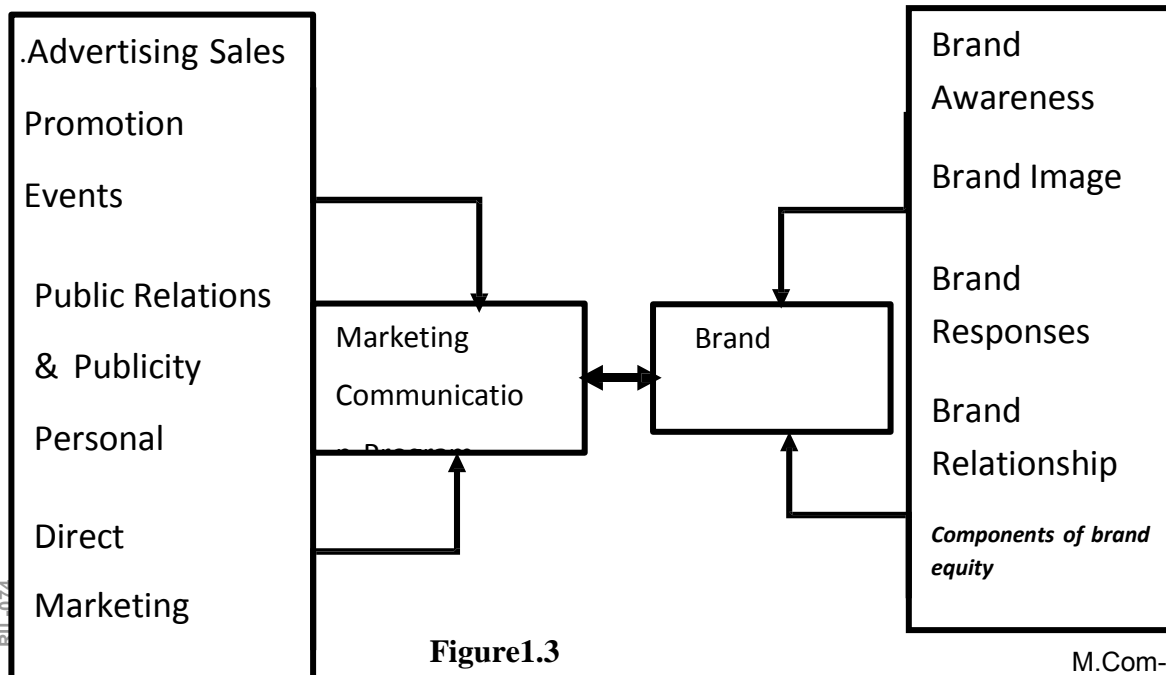 .Advertising Sales
Promotion
Events
Public Relations
& Publicity
Personal
Direct
Marketing
Marketing
Communicatio
n Program
Brand
Brand
Awareness
Brand Image
Brand
Responses
Brand
Relationship
Components of brand
equity
Figure1.3
M.Com-